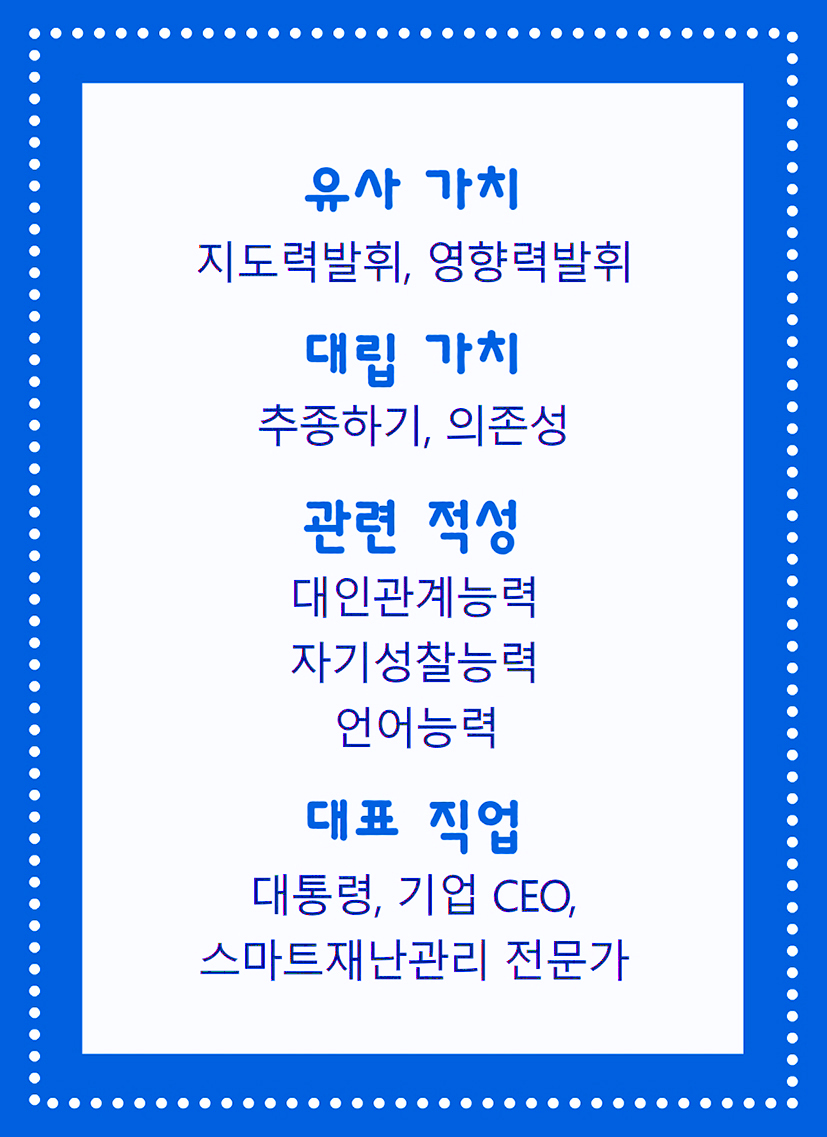 유사 가치
지도력발휘, 영향력발휘
대립 가치
추종하기, 의존성
관련 적성
대인관계능력
자기성찰능력
언어능력
대표 직업
대통령, 기업 CEO,
스마트재난관리 전문가